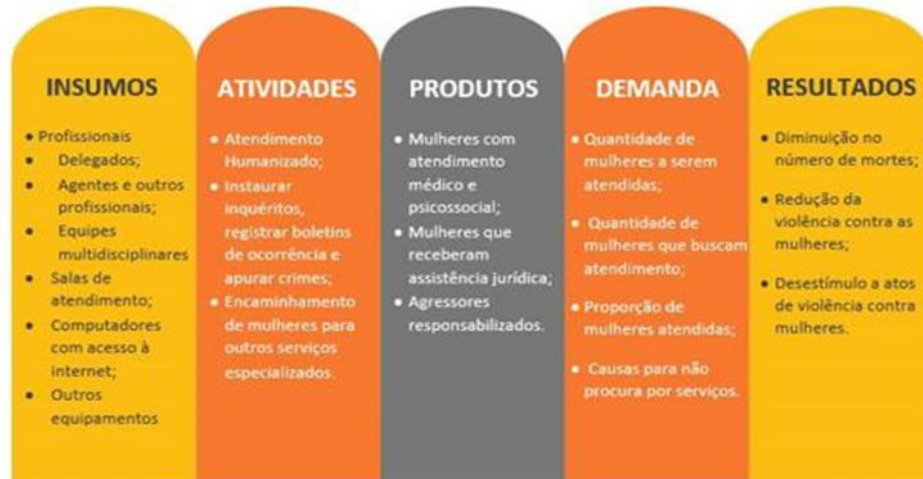 INSUMOS
• Profissionais
• Delegados;
• Agentes e outros
profissionais;
• Equipes
multidisciplinares
• Salas de
atendimento;
• Computadores
com acesso à
internet;
• Outros
equipamentos
ATIVIDADES
• Atendimento
Humanizado;
• Instaurar
inquéritos,
registrar boletins
de ocorrência e
apurar crimes;
• Encaminhamento
de mulheres para
outros serviços
especializados.
PRODUTOS
• Mulheres com
atendimento
médico e
psicossocial;
• Mulheres que
receberam
assistência jurídica;
• Agressores
responsabilizados.
DEMANDA
• Quantidade de
mulheres a serem
atendidas;
• Quantidade de
mulheres que buscam
atendimento;
• Proporção de
mulheres atendidas;
• Causas para não
procura por serviços.
RESULTADOS
• Diminuição no
número de mortes;
• Redução da
violência contra as
mulheres;
• Desestímulo a atos
de violência contra
mulheres.